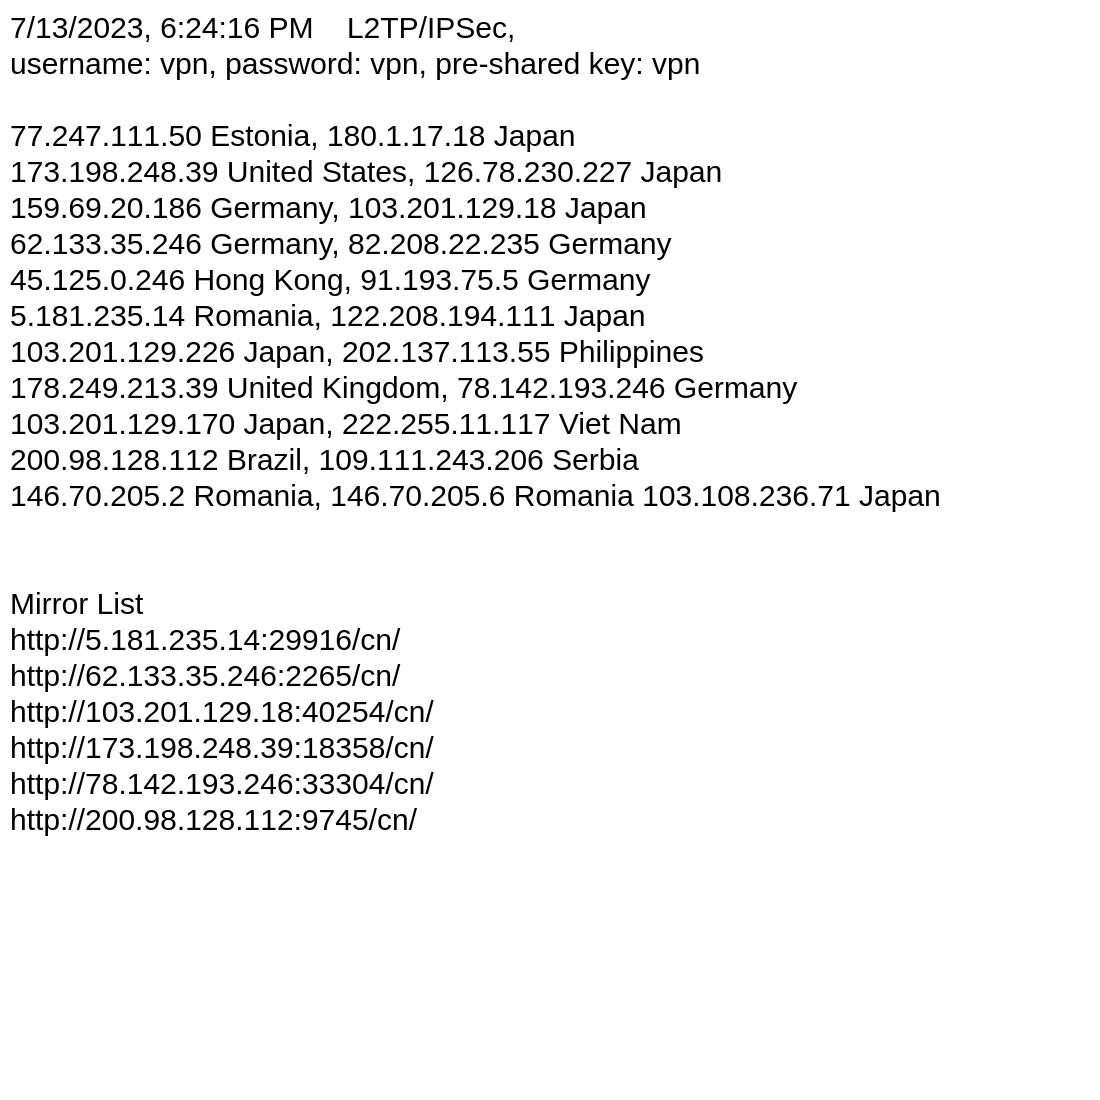 7/13/2023, 6:24:16 PM    L2TP/IPSec,
username: vpn, password: vpn, pre-shared key: vpn
77.247.111.50 Estonia, 180.1.17.18 Japan
173.198.248.39 United States, 126.78.230.227 Japan
159.69.20.186 Germany, 103.201.129.18 Japan
62.133.35.246 Germany, 82.208.22.235 Germany
45.125.0.246 Hong Kong, 91.193.75.5 Germany
5.181.235.14 Romania, 122.208.194.111 Japan
103.201.129.226 Japan, 202.137.113.55 Philippines
178.249.213.39 United Kingdom, 78.142.193.246 Germany
103.201.129.170 Japan, 222.255.11.117 Viet Nam
200.98.128.112 Brazil, 109.111.243.206 Serbia
146.70.205.2 Romania, 146.70.205.6 Romania 103.108.236.71 Japan
Mirror List
http://5.181.235.14:29916/cn/
http://62.133.35.246:2265/cn/
http://103.201.129.18:40254/cn/
http://173.198.248.39:18358/cn/
http://78.142.193.246:33304/cn/
http://200.98.128.112:9745/cn/